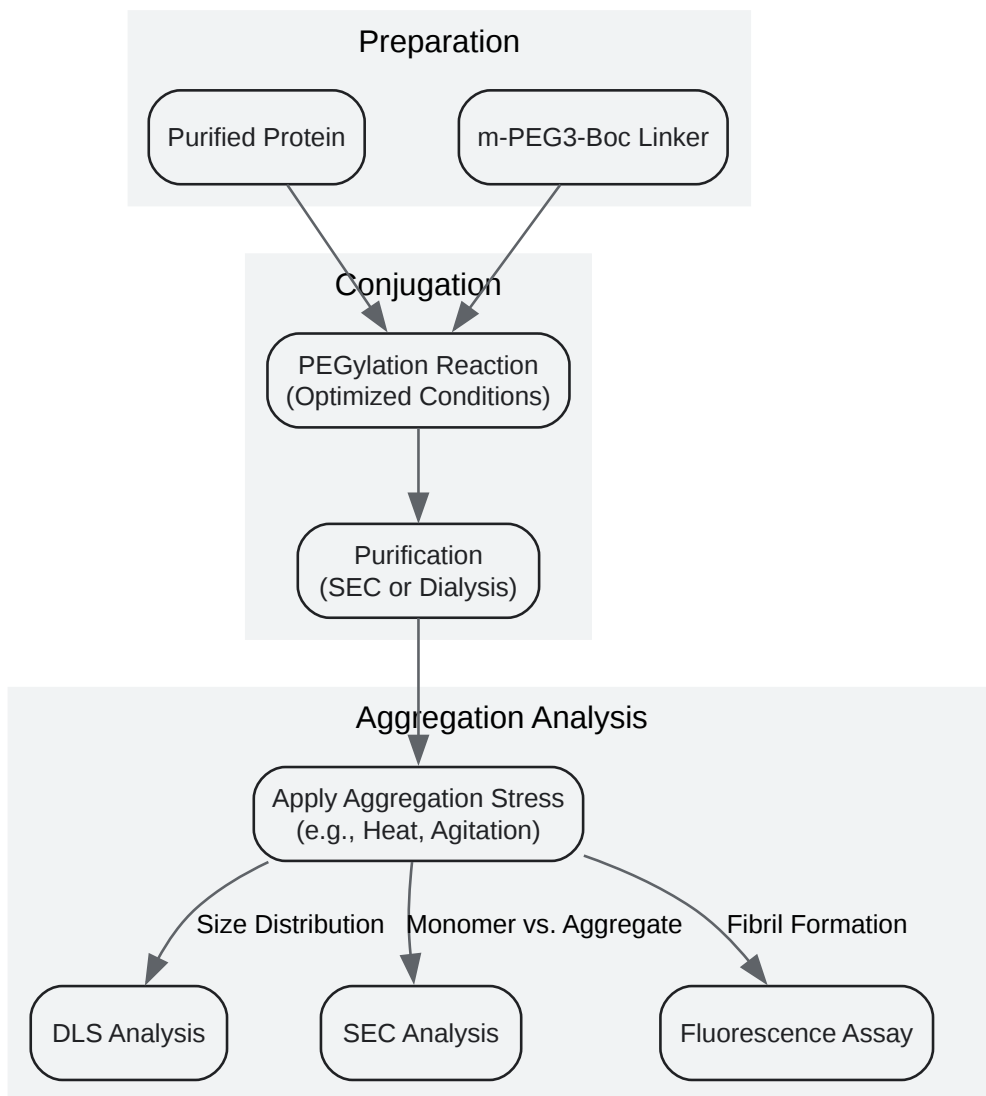 Preparation
Purified Protein
m-PEG3-Boc Linker
Conjugation
PEGylation Reaction
(Optimized Conditions)
Purification
(SEC or Dialysis)
Aggregation Analysis
Apply Aggregation Stress
(e.g., Heat, Agitation)
Size Distribution
Monomer vs. Aggregate
Fibril Formation
DLS Analysis
SEC Analysis
Fluorescence Assay